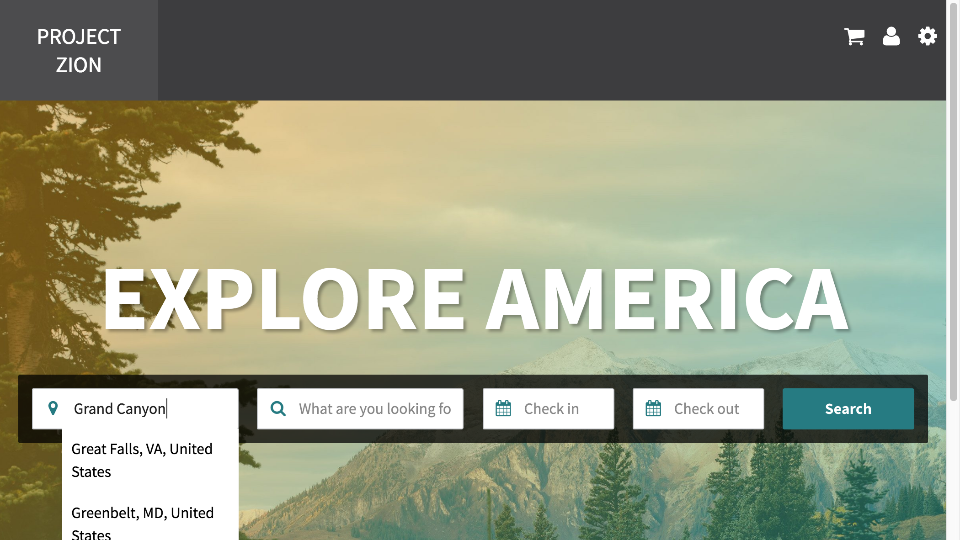 PROJECT
ZION
EXPLORE AMERICA
Grand Canyon
What are you looking fo
Check in
Check out
Search
Great Falls, VA, United
States
Greenbelt, MD, United
States